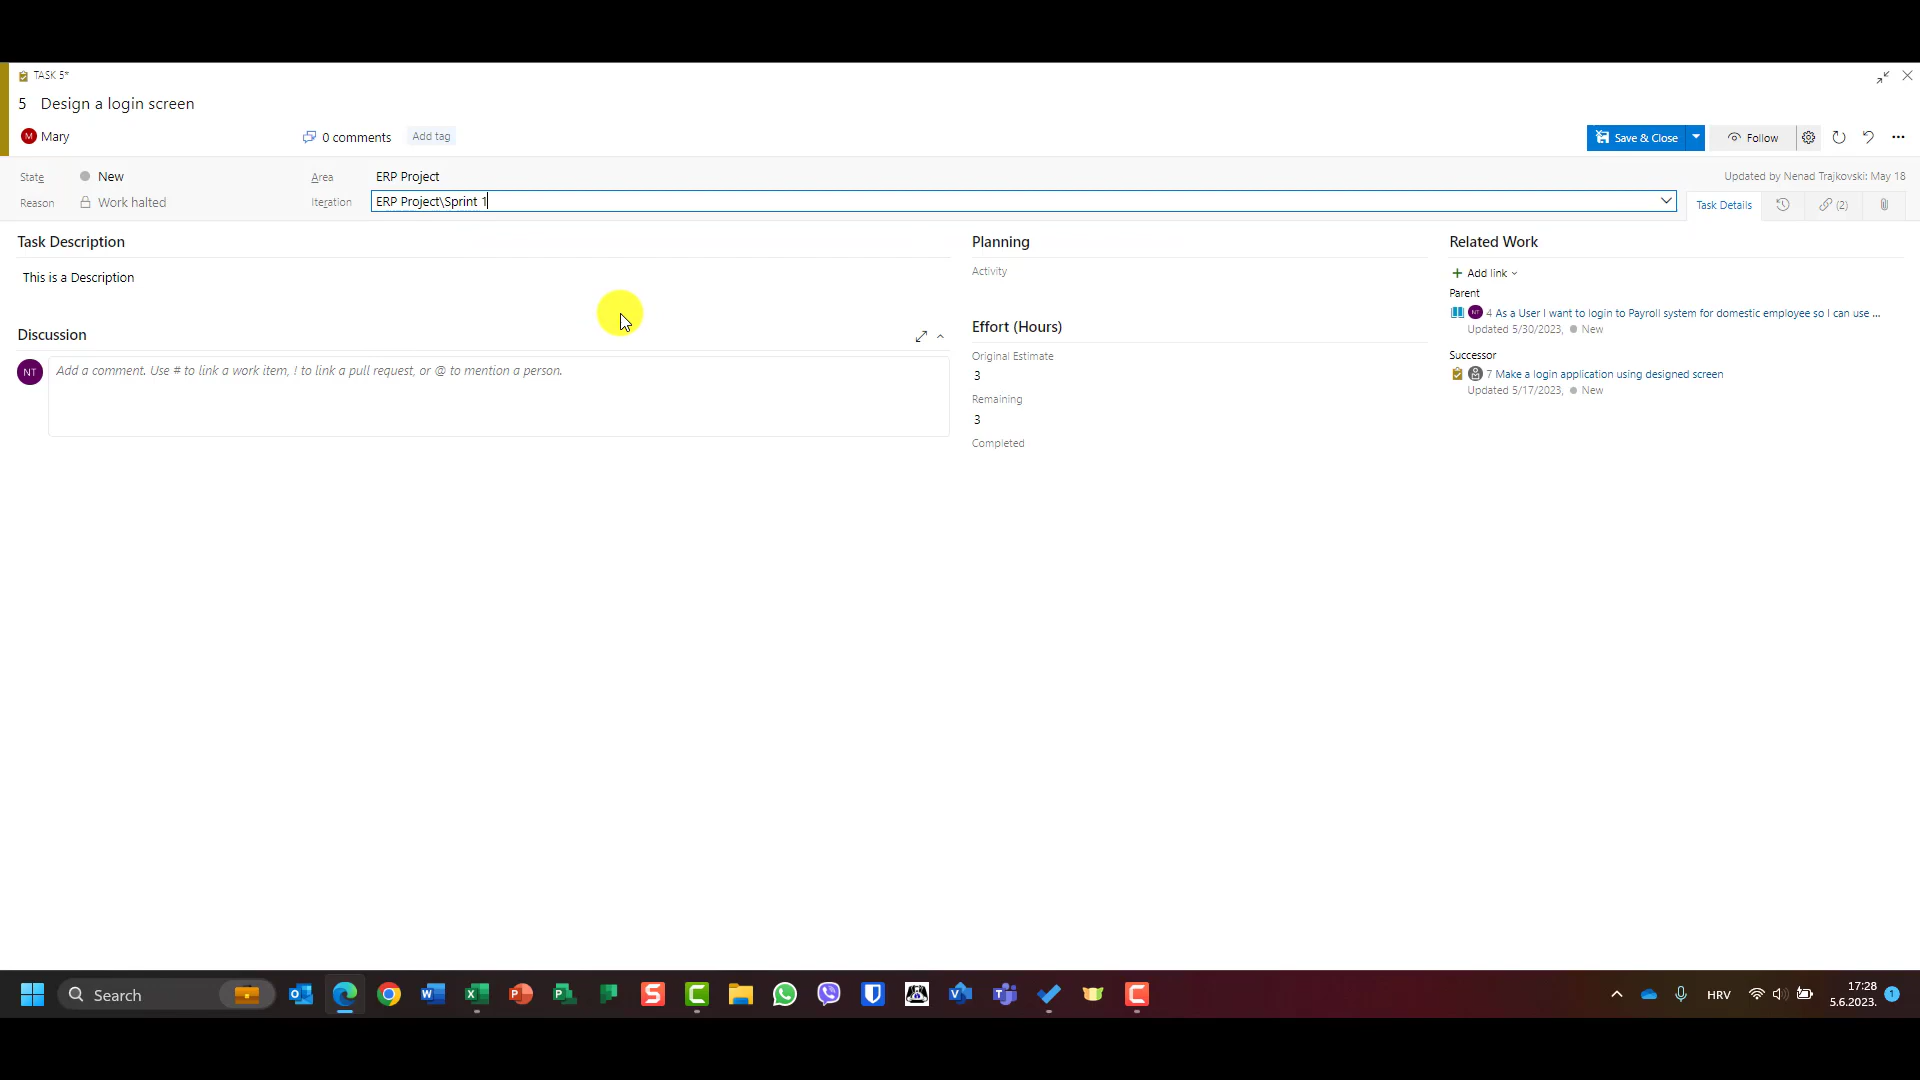 TASK 5*
5 Design a login screen
M Mary
0 comments
Add tag
Save & Close
Follow
State
New
Area
ERP Project
Updated by Nenad Trajkovski: May 18
Reason
Work halted
Iteration
ERP Project\Sprint 1
Task Details
(2)
Task Description
This is a Description
Discussion
NT
Add a comment. Use # to link a work item, ! to link a pull request, or @ to mention a person.
Planning
Activity
Effort (Hours)
Original Estimate
3
Remaining
3
Completed
Related Work
Add link
Parent
NT 4 As a User I want to login to Payroll system for domestic employee so I can use ...
Updated 5/30/2023, New
Successor
7 Make a login application using designed screen
Updated 5/17/2023, New
Search
HRV
17:28
5.6.2023.
1